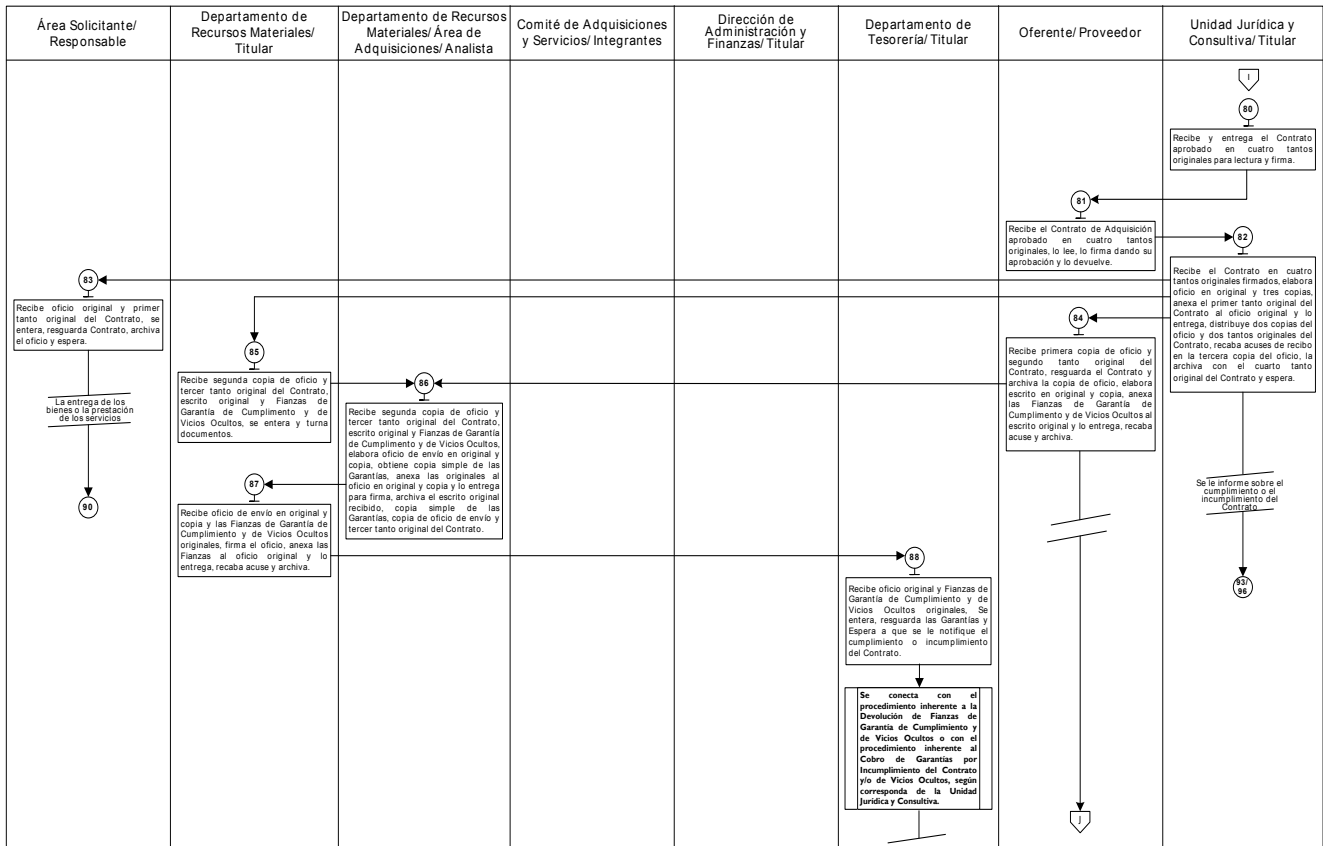 Área Solicitante/
Responsable
Departamento de
Recursos Materiales/
Titular
Departamento de Recursos
Materiales/ Área de
Adquisiciones/ Analista
Comité de Adquisiciones
y Servicios/ Integrantes
Dirección de
Administración y
Finanzas/ Titular
Departamento de
Tesorería/ Titular
Oferente/ Proveedor
Unidad Jurídica y
Consultiva/ Titular
I
80
Recibe y entrega el Contrato
aprobado en cuatro tantos
originales para lectura y firma.
81
Recibe el Contrato de Adquisición
aprobado en cuatro tantos
originales, lo lee, lo firma dando su
aprobación y lo devuelve.
82
Recibe el Contrato en cuatro
tantos originales firmados, elabora
oficio en original y tres copias,
anexa el primer tanto original del
Contrato al oficio original y lo
entrega, distribuye dos copias del
oficio y dos tantos originales del
Contrato, recaba acuses de recibo
en la tercera copia del oficio, la
archiva con el cuarto tanto
original del Contrato y espera.
83
Recibe oficio original y primer
tanto original del Contrato, se
entera, resguarda Contrato, archiva
el oficio y espera.
La entrega de los
bienes o la prestación
de los servicios
90
84
Recibe primera copia de oficio y
segundo tanto original del
Contrato, resguarda el Contrato y
archiva la copia de oficio, elabora
escrito en original y copia, anexa
las Fianzas de Garantía de
Cumplimento y de Vicios Ocultos al
escrito original y lo entrega, recaba
acuse y archiva.
85
Recibe segunda copia de oficio y
tercer tanto original del Contrato,
escrito original y Fianzas de
Garantía de Cumplimento y de
Vicios Ocultos, se entera y turna
documentos.
86
Recibe segunda copia de oficio y
tercer tanto original del Contrato,
escrito original y Fianzas de Garantía
de Cumplimento y de Vicios Ocultos,
elabora oficio de envío en original y
copia, obtiene copia simple de las
Garantías, anexa las originales al
oficio en original y copia y lo entrega
para firma, archiva el escrito original
recibido, copia simple de las
Garantías, copia de oficio de envío y
tercer tanto original del Contrato.
87
Recibe oficio de envío en original y
copia y las Fianzas de Garantía de
Cumplimiento y de Vicios Ocultos
originales, firma el oficio, anexa las
Fianzas al oficio original y lo
entrega, recaba acuse y archiva.
Se le informe sobre el
cumplimiento o el
incumplimiento del
Contrato
93/
96
88
Recibe oficio original y Fianzas de
Garantía de Cumplimento y de
Vicios Ocultos originales, Se
entera, resguarda las Garantías y
Espera a que se le notifique el
cumplimiento o incumplimiento
del Contrato.
Se conecta con el
procedimiento inherente a la
Devolución de Fianzas de
Garantía de Cumplimiento y
de Vicios Ocultos o con el
procedimiento inherente al
Cobro de Garantías por
Incumplimiento del Contrato
y/o de Vicios Ocultos, según
corresponda de la Unidad
Jurídica y Consultiva.
J